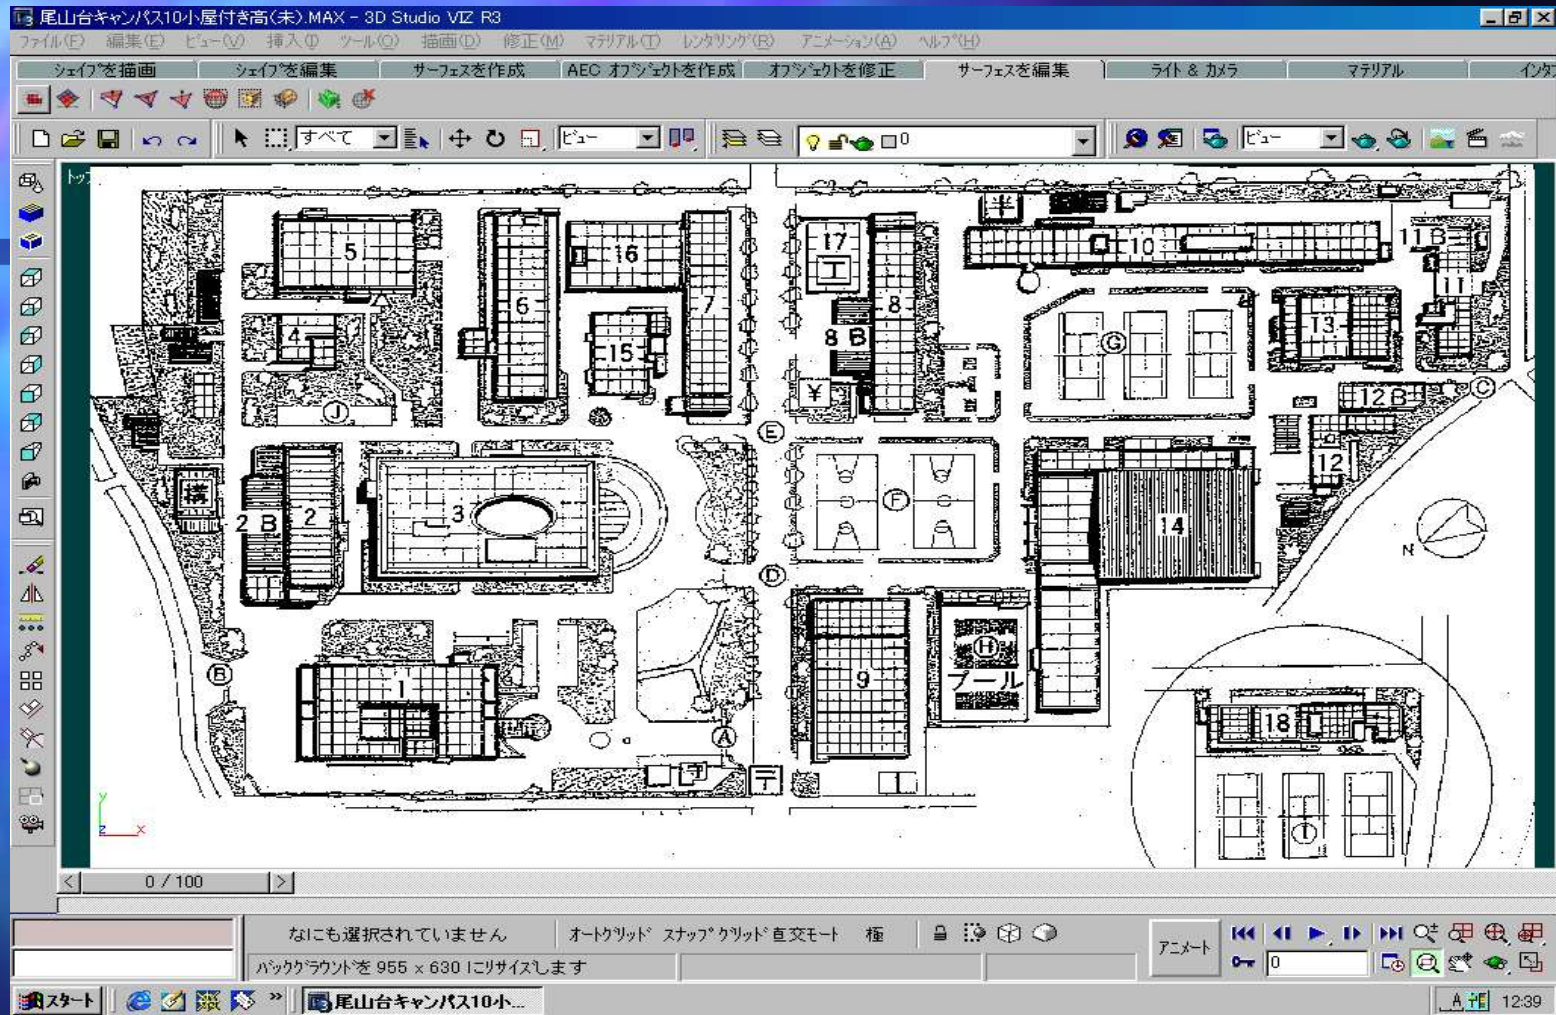 尾山台キャンパス10小屋付き高(未).MAX - 3D Studio VIZ R3
ファイル(F) 編集(E) ビュー(V) 挿入(I) ツール(O) 描画(D) 修正(M) マテリアル(T) レンタリング(R) アニメーション(A) ヘルプ(H)
シェイプを描画 シェイプを編集 サーフェスを作成 AEC オブジェクトを作成 オブジェクトを修正 サーフェスを編集 ライト & カメラ マテリアル
すべて ビュー 0 ビュー
17 半
5 16 工 10 11B
6 7 8 11
4 15 8B G 13
¥ C
J E 12B
構 2B 2 3 F 14 12
N
D
B H
1 9 プール
A 18
〒
I
y
z x
< 0 / 100 >
なにも選択されていません オートグリッド スナップ グリッド 直交モート 極
アニメート
バックグラウントを 955 x 630 にリサイズします 0
スタート » 尾山台キャンパス10小... A 12:39